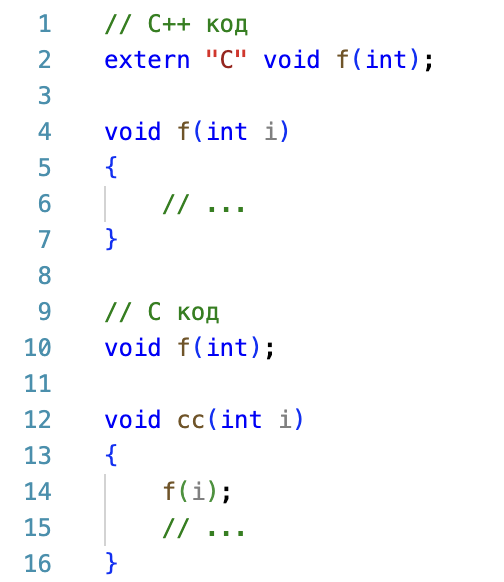 1 // C++ код
2 extern "C" void f(int);
3
4 void f(int i)
5 {
6     // ...
7 }
8
9 // C код
10 void f(int);
11
12 void cc(int i)
13 {
14     f(i);
15     // ...
16 }